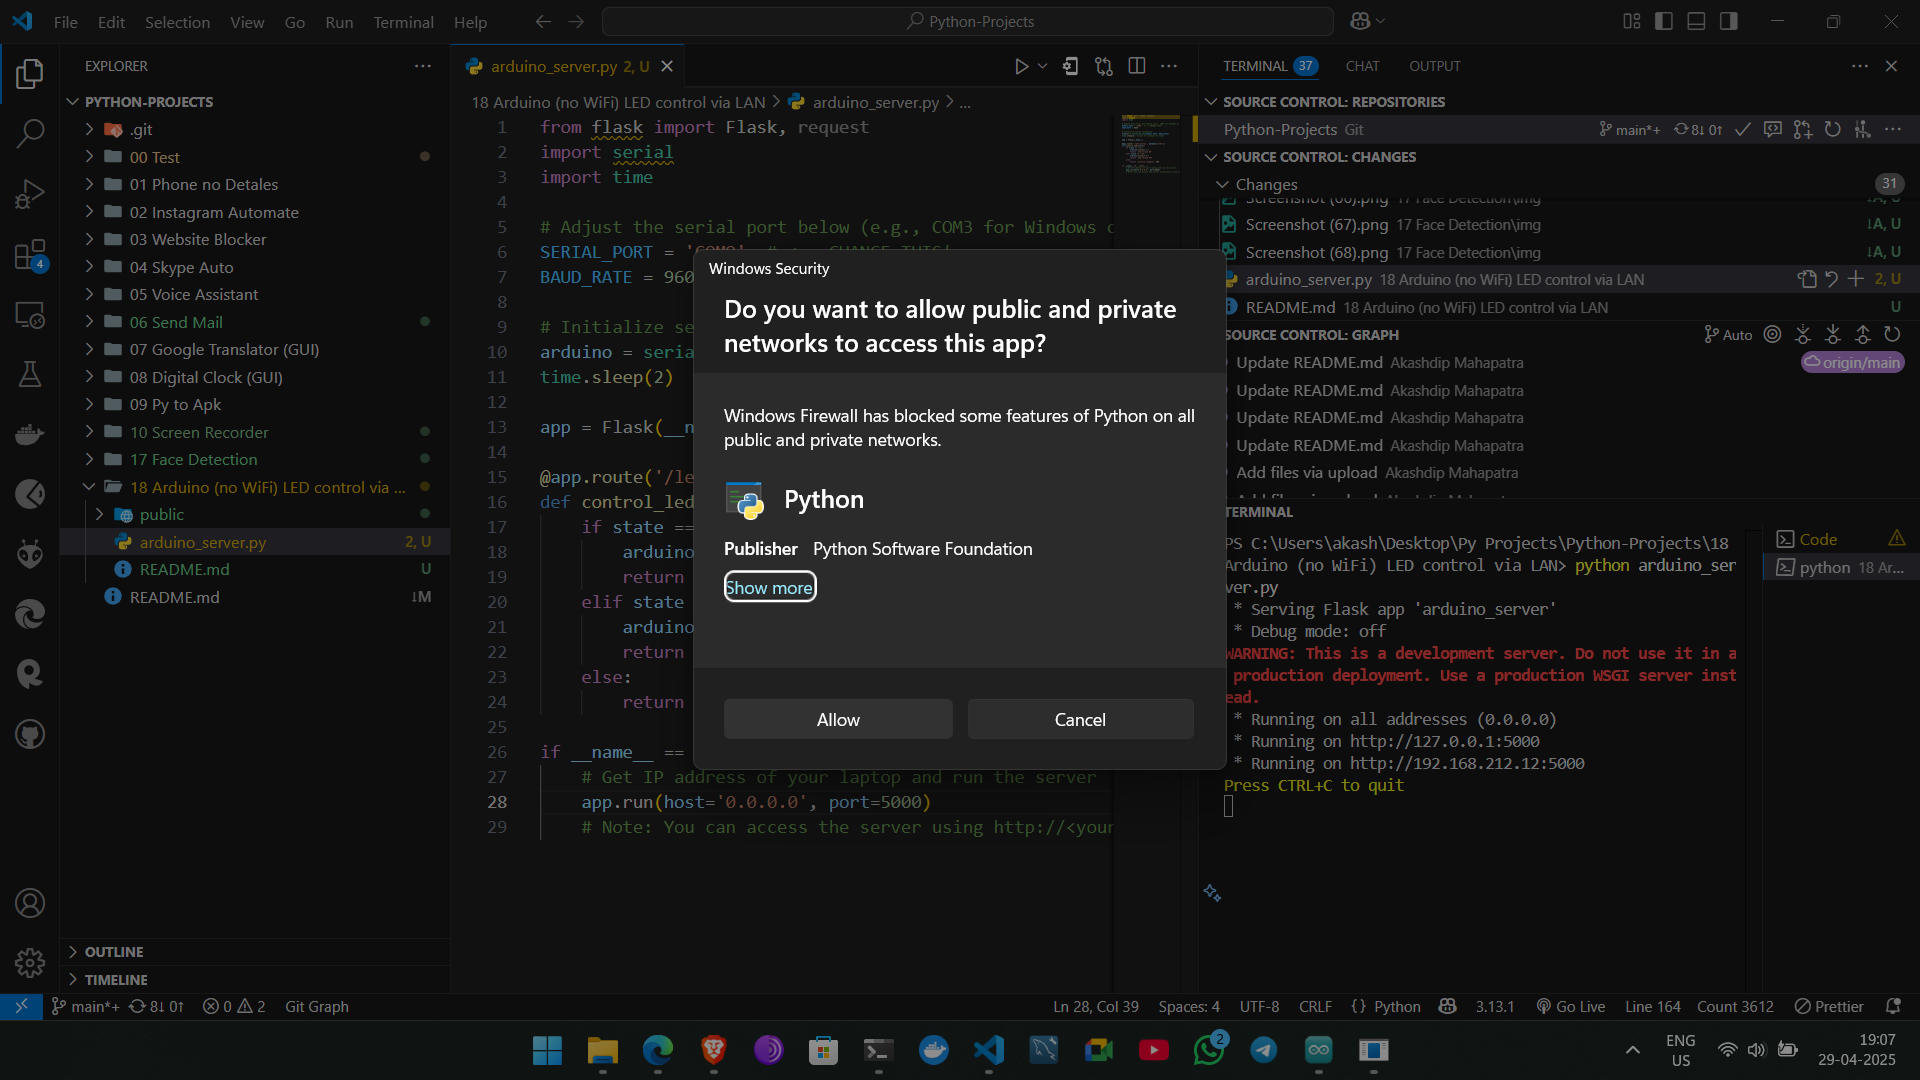 File Edit Selection View Go Run Terminal Help
Python-Projects
EXPLORER
PYTHON-PROJECTS
.git
00 Test
01 Phone no Detales
02 Instagram Automate
03 Website Blocker
04 Skype Auto
05 Voice Assistant
06 Send Mail
07 Google Translator (GUI)
08 Digital Clock (GUI)
09 Py to Apk
10 Screen Recorder
17 Face Detection
18 Arduino (no WiFi) LED control via ...
public
arduino_server.py 2, U
README.md U
README.md ↓M
OUTLINE
TIMELINE
4
arduino_server.py 2, U
18 Arduino (no WiFi) LED control via LAN > arduino_server.py > ...
1 from flask import Flask, request
2 import serial
3 import time
4
5 # Adjust the serial port below (e.g., COM3 for Windows
6 SERIAL_PORT =
7 BAUD_RATE = 960
8
9 # Initialize se
10 arduino = seria
11 time.sleep(2)
12
13 app = Flask(__n
14
15 @app.route('/le
16 def control_led
17 if state ==
18 arduino
19 return
20 elif state
21 arduino
22 return
23 else:
24 return
25
26 if __name__ ==
27 # Get IP address of your laptop and run the server
28 app.run(host='0.0.0.0', port=5000)
29 # Note: You can access the server using http://<your
Windows Security
Do you want to allow public and private
networks to access this app?
Windows Firewall has blocked some features of Python on all
public and private networks.
Python
Publisher Python Software Foundation
Show more
Allow Cancel
TERMINAL 37 CHAT OUTPUT
SOURCE CONTROL: REPOSITORIES
Python-Projects Git main*+ 8↓ 0↑
SOURCE CONTROL: CHANGES
Changes 31
Screenshot (66).png 17 Face Detection\img ↓A, U
Screenshot (67).png 17 Face Detection\img ↓A, U
Screenshot (68).png 17 Face Detection\img ↓A, U
arduino_server.py 18 Arduino (no WiFi) LED control via LAN 2, U
README.md 18 Arduino (no WiFi) LED control via LAN U
SOURCE CONTROL: GRAPH Auto
Update README.md Akashdip Mahapatra origin/main
Update README.md Akashdip Mahapatra
Update README.md Akashdip Mahapatra
Update README.md Akashdip Mahapatra
Add files via upload Akashdip Mahapatra
TERMINAL
PS C:\Users\akash\Desktop\Py Projects\Python-Projects\18
Arduino (no WiFi) LED control via LAN> python arduino_ser
ver.py
* Serving Flask app 'arduino_server'
* Debug mode: off
WARNING: This is a development server. Do not use it in a
production deployment. Use a production WSGI server inst
ead.
* Running on all addresses (0.0.0.0)
* Running on http://127.0.0.1:5000
* Running on http://192.168.212.12:5000
Press CTRL+C to quit
Code
python 18 Ar...
main*+ 8↓ 0↑ 0 2 Git Graph
Ln 28, Col 39 Spaces: 4 UTF-8 CRLF {} Python 3.13.1 Go Live Line 164 Count 3612 Prettier
2
ENG
US
19:07
29-04-2025